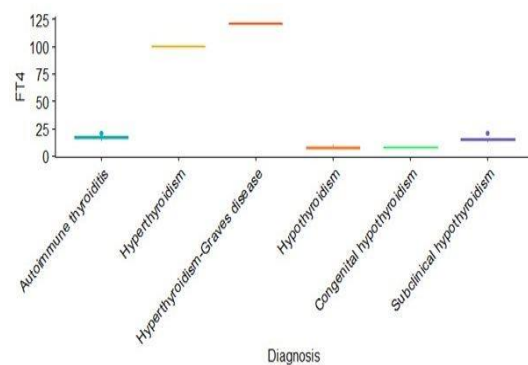 FT4
125
100
75
50
25
0
Autoimmune thyroiditis
Hyperthyroidism
Hyperthyroidism-Graves disease
Hypothyroidism
Congenital hypothyroidism
Subclinical hypothyroidism
Diagnosis